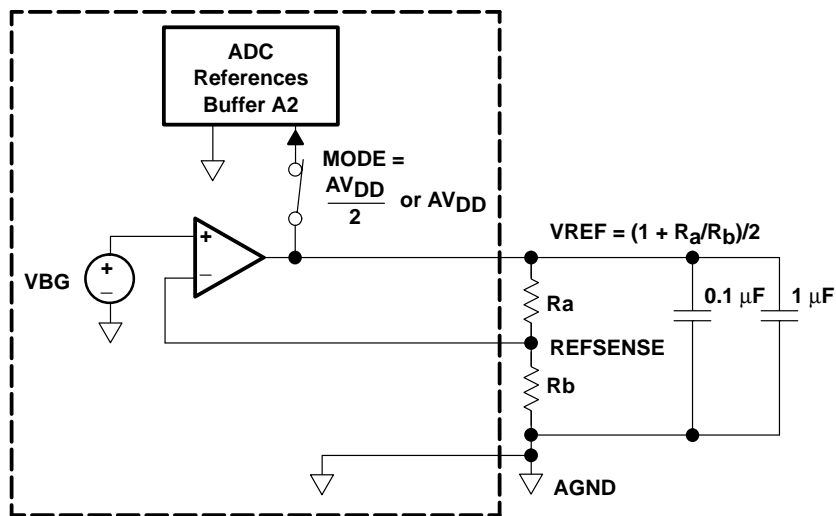 ADC
References
Buffer A2
MODE =
AVDD
2
or AVDD
+
−
VBG
+
−
VREF = (1 + Ra/Rb)/2
Ra
0.1 μF
1 μF
REFSENSE
Rb
AGND